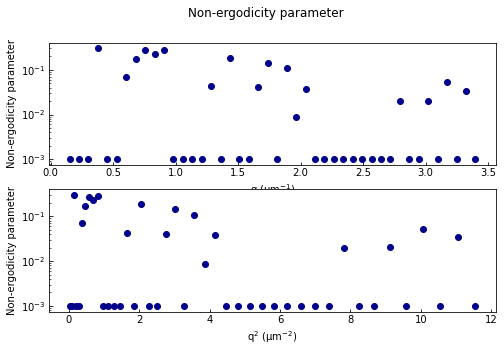 Non-ergodicity parameter
Non-ergodicity parameter
10⁻¹
10⁻²
10⁻³
0.0 0.5 1.0 1.5 2.0 2.5 3.0 3.5
q (μm⁻¹)
Non-ergodicity parameter
10⁻¹
10⁻²
10⁻³
0 2 4 6 8 10 12
q² (μm⁻²)